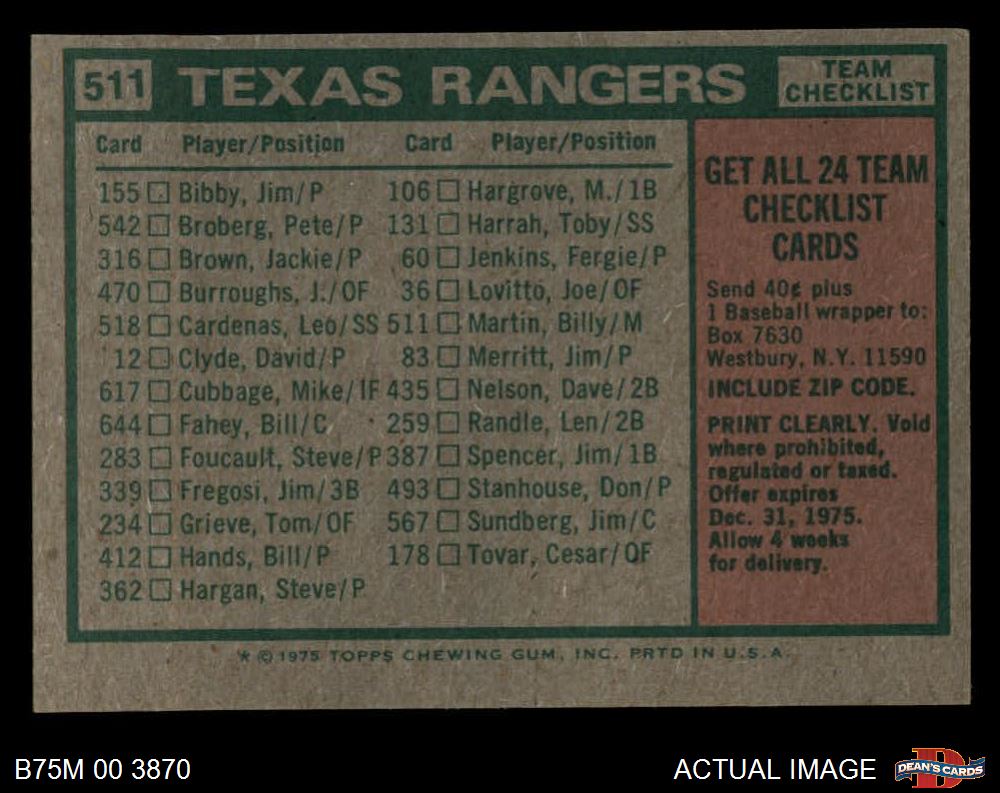 511 TEXAS RANGERS TEAM CHECKLIST
Card Player/Position Card Player/Position
155 Bibby, Jim/P 106 Hargrove, M./1B
542 Broberg, Pete/P 131 Harrah, Toby/SS
316 Brown, Jackie/P 60 Jenkins, Fergie/P
470 Burroughs, J./OF 36 Lovitto, Joe/OF
518 Cardenas, Leo/SS 511 Martin, Billy/M
12 Clyde, David/P 83 Merritt, Jim/P
617 Cubbage, Mike/IF 435 Nelson, Dave/2B
644 Fahey, Bill/C 259 Randle, Len/2B
283 Foucault, Steve/P 387 Spencer, Jim/1B
339 Fregosi, Jim/3B 493 Stanhouse, Don/P
234 Grieve, Tom/OF 567 Sundberg, Jim/C
412 Hands, Bill/P 178 Tovar, Cesar/OF
362 Hargan, Steve/P
GET ALL 24 TEAM
CHECKLIST
CARDS
Send 40¢ plus
1 Baseball wrapper to:
Box 7630
Westbury, N.Y. 11590
INCLUDE ZIP CODE.
PRINT CLEARLY. Void
where prohibited,
regulated or taxed.
Offer expires
Dec. 31, 1975.
Allow 4 weeks
for delivery.
* © 1975 TOPPS CHEWING GUM, INC. PRTD IN U.S.A.
B75M 00 3870 ACTUAL IMAGE D DEAN'S CARDS